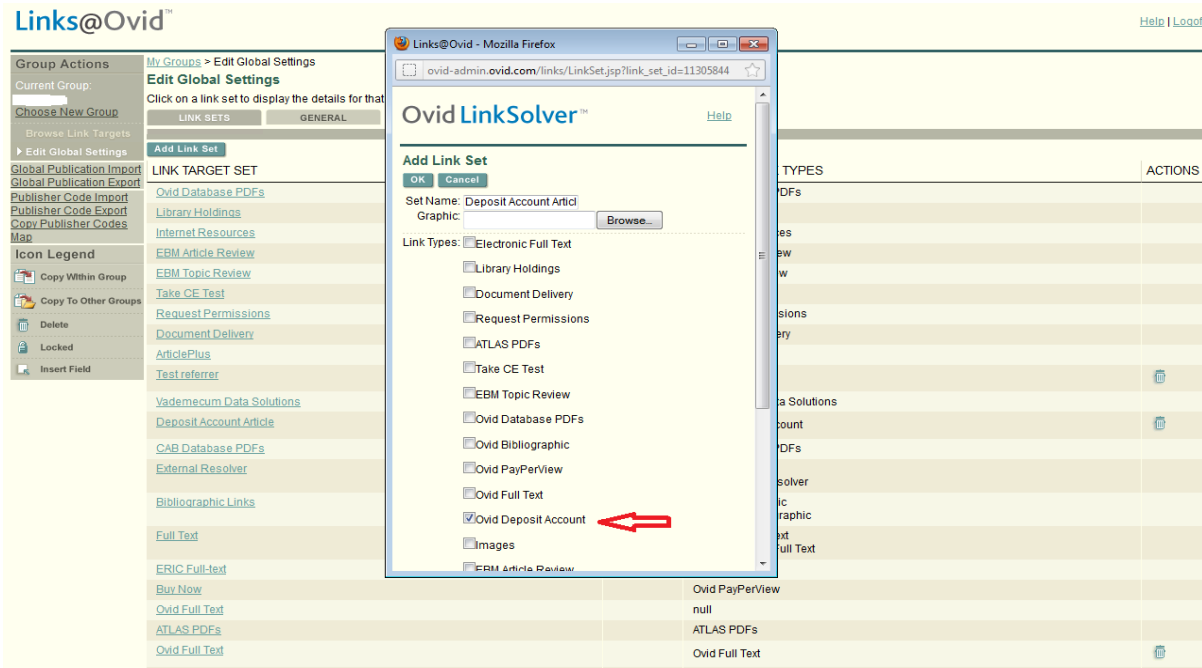 Links@Ovid™
Help | Logof
Group Actions
Current Group:
Choose New Group
Browse Link Targets
Edit Global Settings
Global Publication Import
Global Publication Export
Publisher Code Import
Publisher Code Export
Copy Publisher Codes
Map
Icon Legend
Copy Within Group
Copy To Other Groups
Delete
Locked
Insert Field
My Groups > Edit Global Settings
Edit Global Settings
Click on a link set to display the details for that
LINK SETS
GENERAL
Add Link Set
LINK TARGET SET
TYPES
ACTIONS
Ovid Database PDFs
PDFs
Library Holdings
Internet Resources
ces
EBM Article Review
ew
EBM Topic Review
w
Take CE Test
Request Permissions
sions
Document Delivery
ery
ArticlePlus
Test referrer
Vademecum Data Solutions
ta Solutions
Deposit Account Article
count
CAB Database PDFs
PDFs
External Resolver
solver
Bibliographic Links
ic
raphic
Full Text
ext
Full Text
ERIC Full-text
Buy Now
Ovid PayPerView
Ovid Full Text
null
ATLAS PDFs
ATLAS PDFs
Ovid Full Text
Ovid Full Text
Links@Ovid - Mozilla Firefox
ovid-admin.ovid.com/links/LinkSet.jsp?link_set_id=11305844
Ovid LinkSolver™
Help
Add Link Set
OK
Cancel
Set Name: Deposit Account Articl
Graphic:
Browse...
Link Types:
Electronic Full Text
Library Holdings
Document Delivery
Request Permissions
ATLAS PDFs
Take CE Test
EBM Topic Review
Ovid Database PDFs
Ovid Bibliographic
Ovid PayPerView
Ovid Full Text
Ovid Deposit Account
Images
EBM Article Review